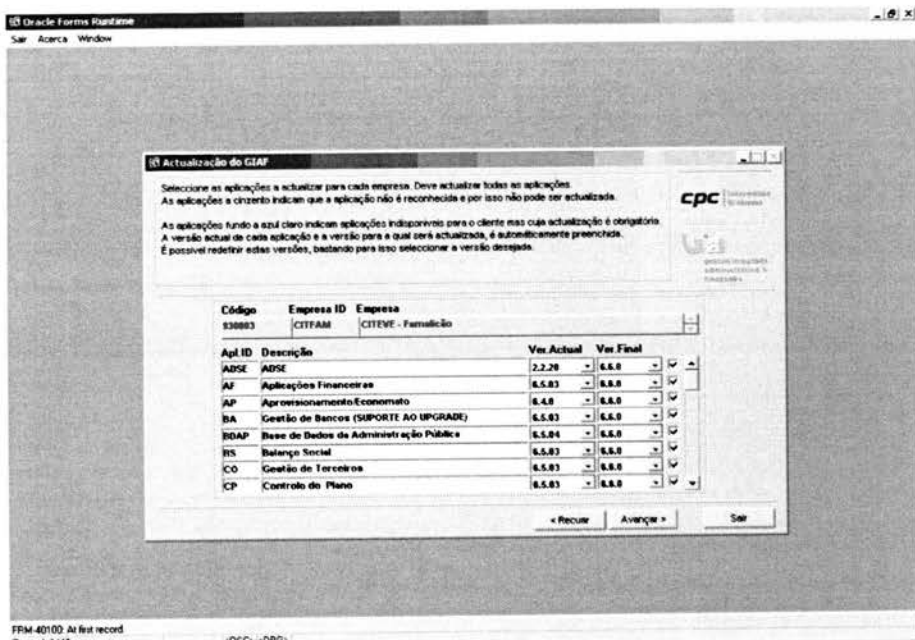 Oracle Forms Runtime
Sair Acerca Window
Actualização do GIAF
Seleccione as aplicações a actualizar para cada empresa. Deve actualizar todas as aplicações.
As aplicações a cinzento indicam que a aplicação não é reconhecida e por isso não pode ser actualizada.
As aplicações fundo a azul claro indicam aplicações indisponíveis para o cliente mas cuja actualização é obrigatória.
A versão actual de cada aplicação e a versão para a qual será actualizada, é automáticamente preenchida.
É possível redefinir estas versões, bastando para isso seleccionar a versão desejada.
cpc
Código Empresa ID Empresa
930803 CITFAM CITEVE - Famalicão
Apl.ID Descrição Ver.Actual Ver.Final
ADSE ADSE 2.2.20 6.6.0
AF Aplicações Financeiras 6.5.03 6.6.0
AP Aprovisionamento/Economato 6.4.0 6.6.0
BA Gestão de Bancos (SUPORTE AO UPGRADE) 6.5.03 6.6.0
BDAP Base de Dados da Administração Pública 6.5.04 6.6.0
BS Balanço Social 6.5.03 6.6.0
CO Gestão de Terceiros 6.5.03 6.6.0
CP Controlo do Plano 6.5.03 6.6.0
< Recuar Avançar > Sair
FRM-40100: At first record.